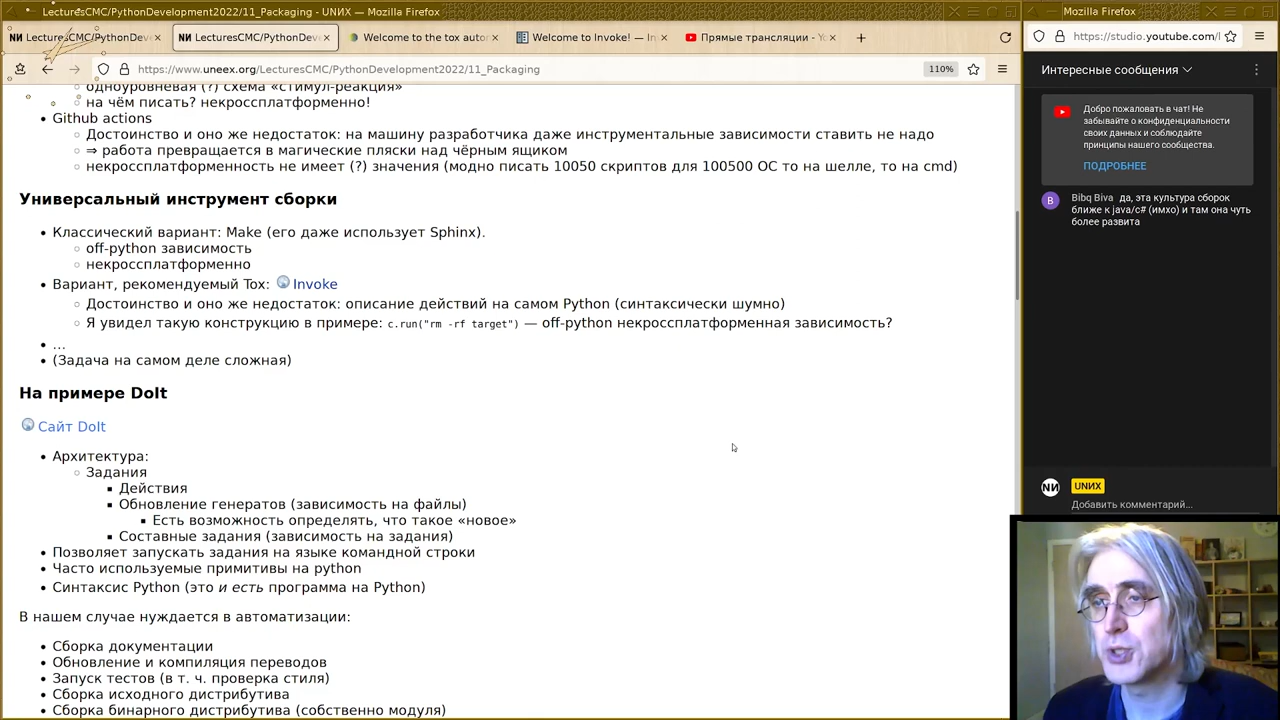 LecturesCMC/PythonDevelopment2022/11_Packaging - UNИX — Mozilla Firefox
LecturesCMC/PythonDeve
LecturesCMC/PythonDeve
Welcome to the tox autom
Welcome to Invoke! — In
Прямые трансляции - Yo
https://www.uneex.org/LecturesCMC/PythonDevelopment2022/11_Packaging
110%
одноуровневая (?) схема «стимул-реакция»
на чём писать? некроссплатформенно!
Github actions
Достоинство и оно же недостаток: на машину разработчика даже инструментальные зависимости ставить не надо
⇒ работа превращается в магические пляски над чёрным ящиком
некроссплатформенность не имеет (?) значения (модно писать 10050 скриптов для 100500 ОС то на шелле, то на cmd)
Универсальный инструмент сборки
Классический вариант: Make (его даже использует Sphinx).
off-python зависимость
некроссплатформенно
Вариант, рекомендуемый Tox: Invoke
Достоинство и оно же недостаток: описание действий на самом Python (синтаксически шумно)
Я увидел такую конструкцию в примере: c.run("rm -rf target") — off-python некроссплатформенная зависимость?
…
(Задача на самом деле сложная)
На примере DoIt
Сайт DoIt
Архитектура:
Задания
Действия
Обновление генератов (зависимость на файлы)
Есть возможность определять, что такое «новое»
Составные задания (зависимость на задания)
Позволяет запускать задания на языке командной строки
Часто используемые примитивы на python
Синтаксис Python (это и есть программа на Python)
В нашем случае нуждается в автоматизации:
Сборка документации
Обновление и компиляция переводов
Запуск тестов (в т. ч. проверка стиля)
Сборка исходного дистрибутива
Сборка бинарного дистрибутива (собственно модуля)
Mozilla Firefox
https://studio.youtube.com/l
Интересные сообщения
Добро пожаловать в чат! Не
забывайте о конфиденциальности
своих данных и соблюдайте
принципы нашего сообщества.
ПОДРОБНЕЕ
B
Bibq Biva да, эта культура сборок
ближе к java/c# (имхо) и там она чуть
более развита
NИ
UNИX
Добавить комментарий...